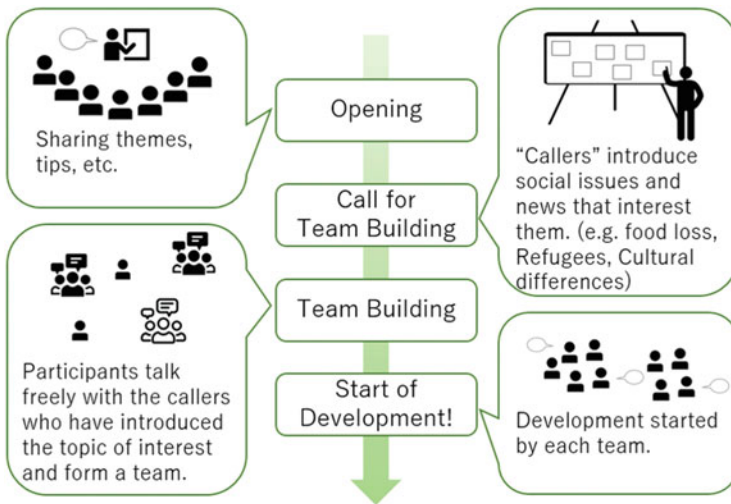 Opening
Sharing themes,
tips, etc.
Call for
Team Building
“Callers” introduce
social issues and
news that interest
them. (e.g. food loss,
Refugees, Cultural
differences)
Team Building
Participants talk
freely with the callers
who have introduced
the topic of interest
and form a team.
Start of
Development!
Development started
by each team.